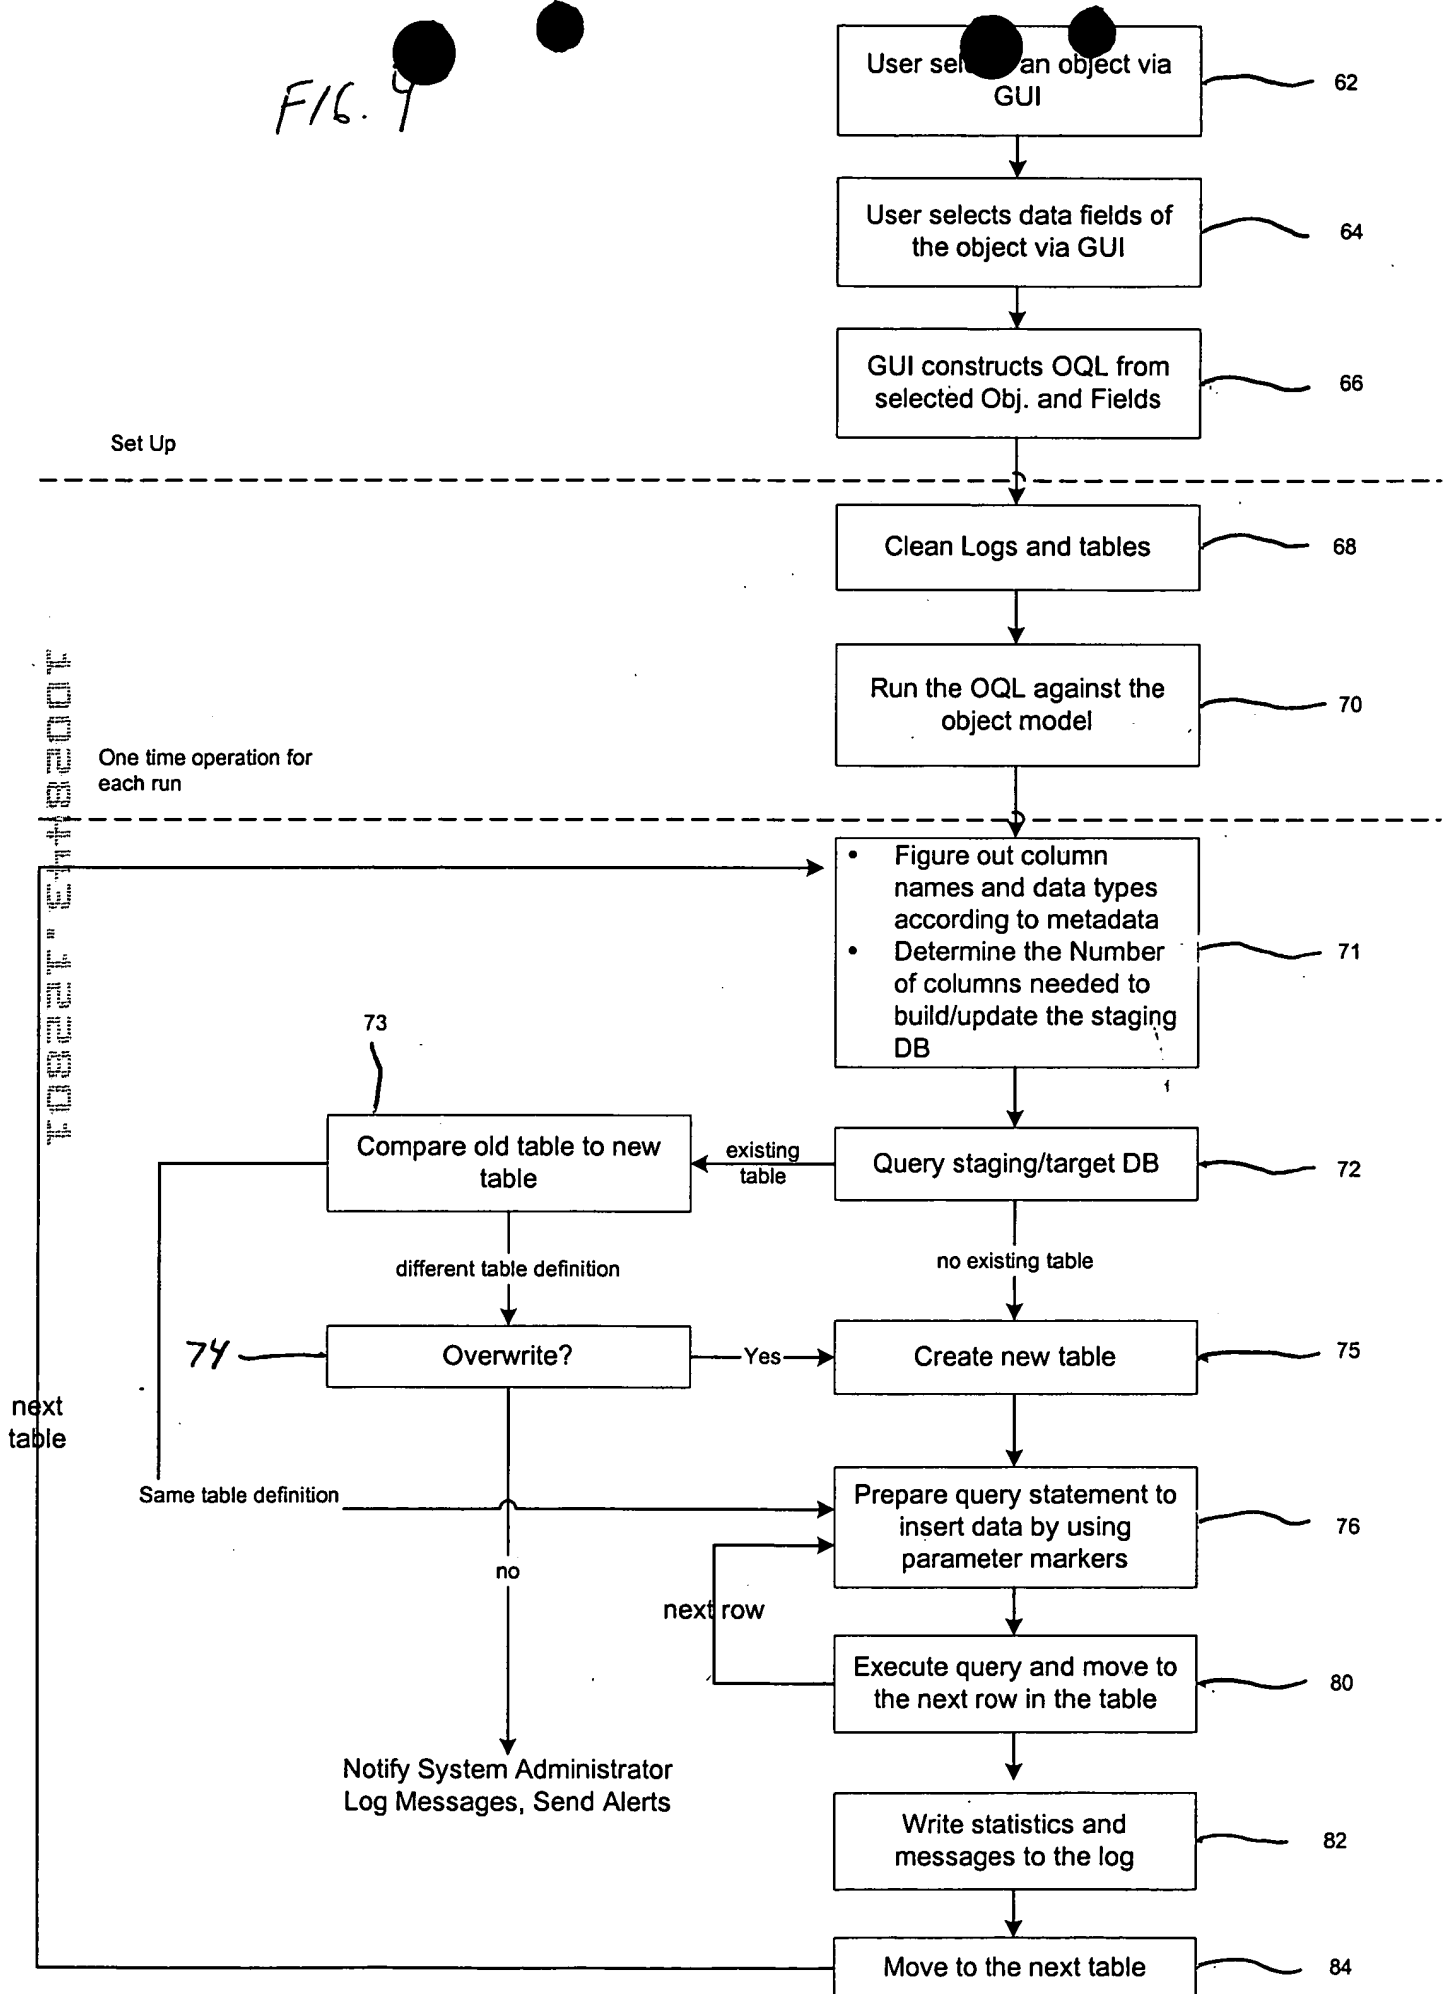 FIG. 4
User selects an object via
GUI
62
User selects data fields of
the object via GUI
64
GUI constructs OQL from
selected Obj. and Fields
66
Set Up
Clean Logs and tables
68
Run the OQL against the
object model
70
One time operation for
each run
10028143.122801
• Figure out column
names and data types
according to metadata
• Determine the Number
of columns needed to
build/update the staging
DB
71
73
Compare old table to new
table
existing
table
Query staging/target DB
72
different table definition
no existing table
74
Overwrite?
Yes
Create new table
75
next
table
Same table definition
Prepare query statement to
insert data by using
parameter markers
76
no
next row
Execute query and move to
the next row in the table
80
Notify System Administrator
Log Messages, Send Alerts
Write statistics and
messages to the log
82
Move to the next table
84